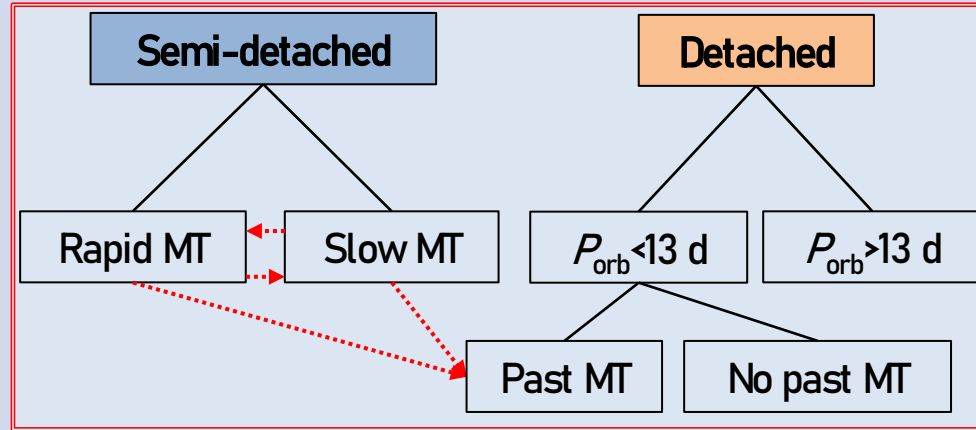 Semi-detached
Detached
Rapid MT
Slow MT
Porb<13 d
Porb>13 d
Past MT
No past MT